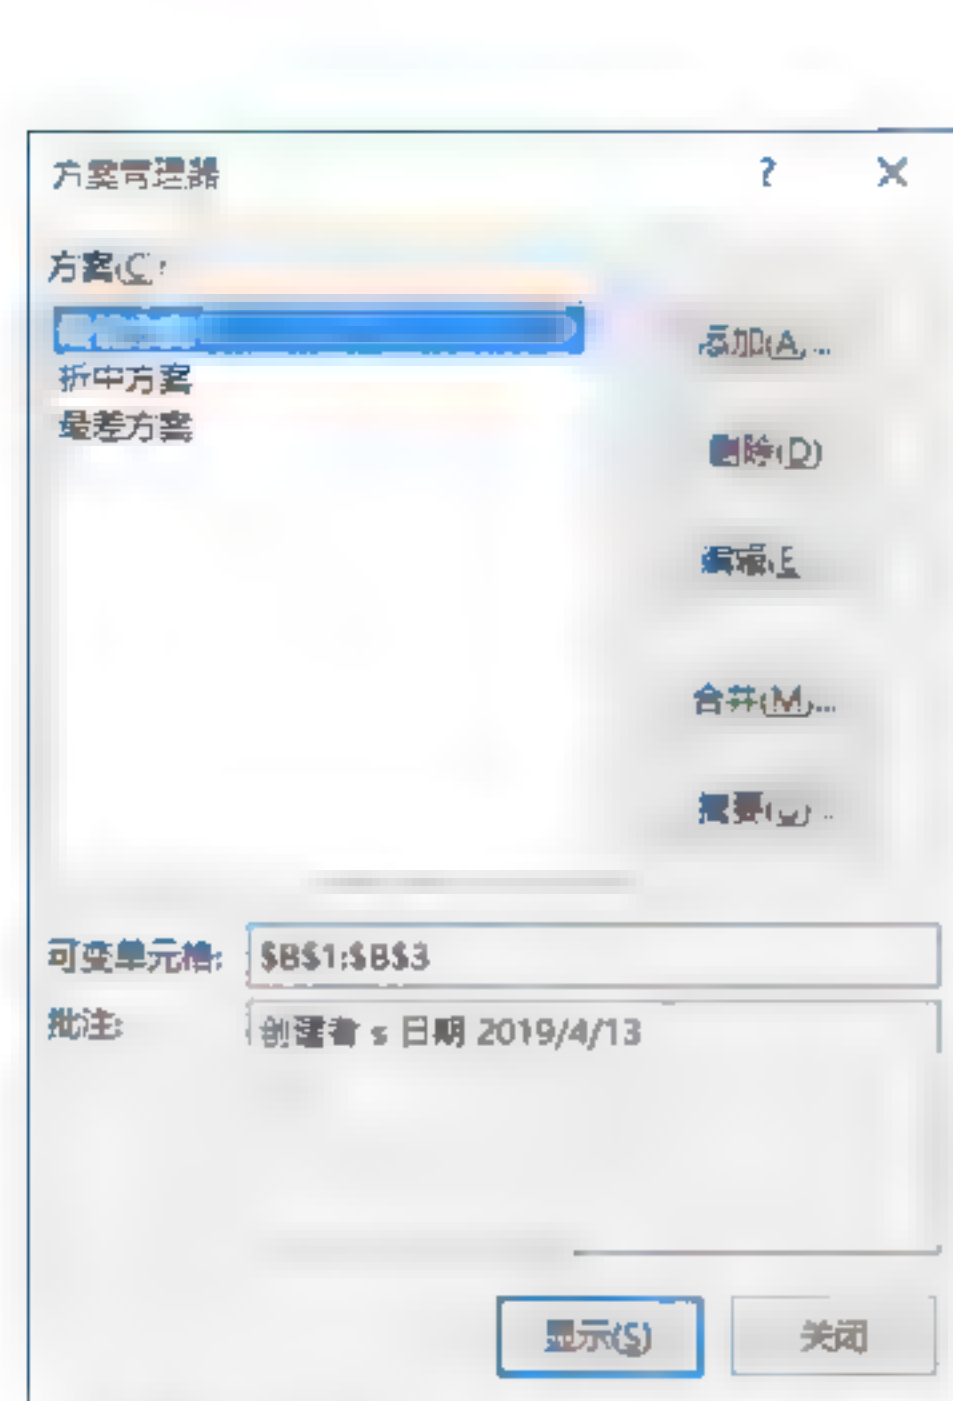 方案管理器
方案(C):
折中方案
最差方案
添加(A)...
删除(D)
编辑(E
合并(M)...
摘要(U)...
可变单元格: $B$1:$B$3
批注: 创建者 s 日期 2019/4/13
显示(S) 关闭